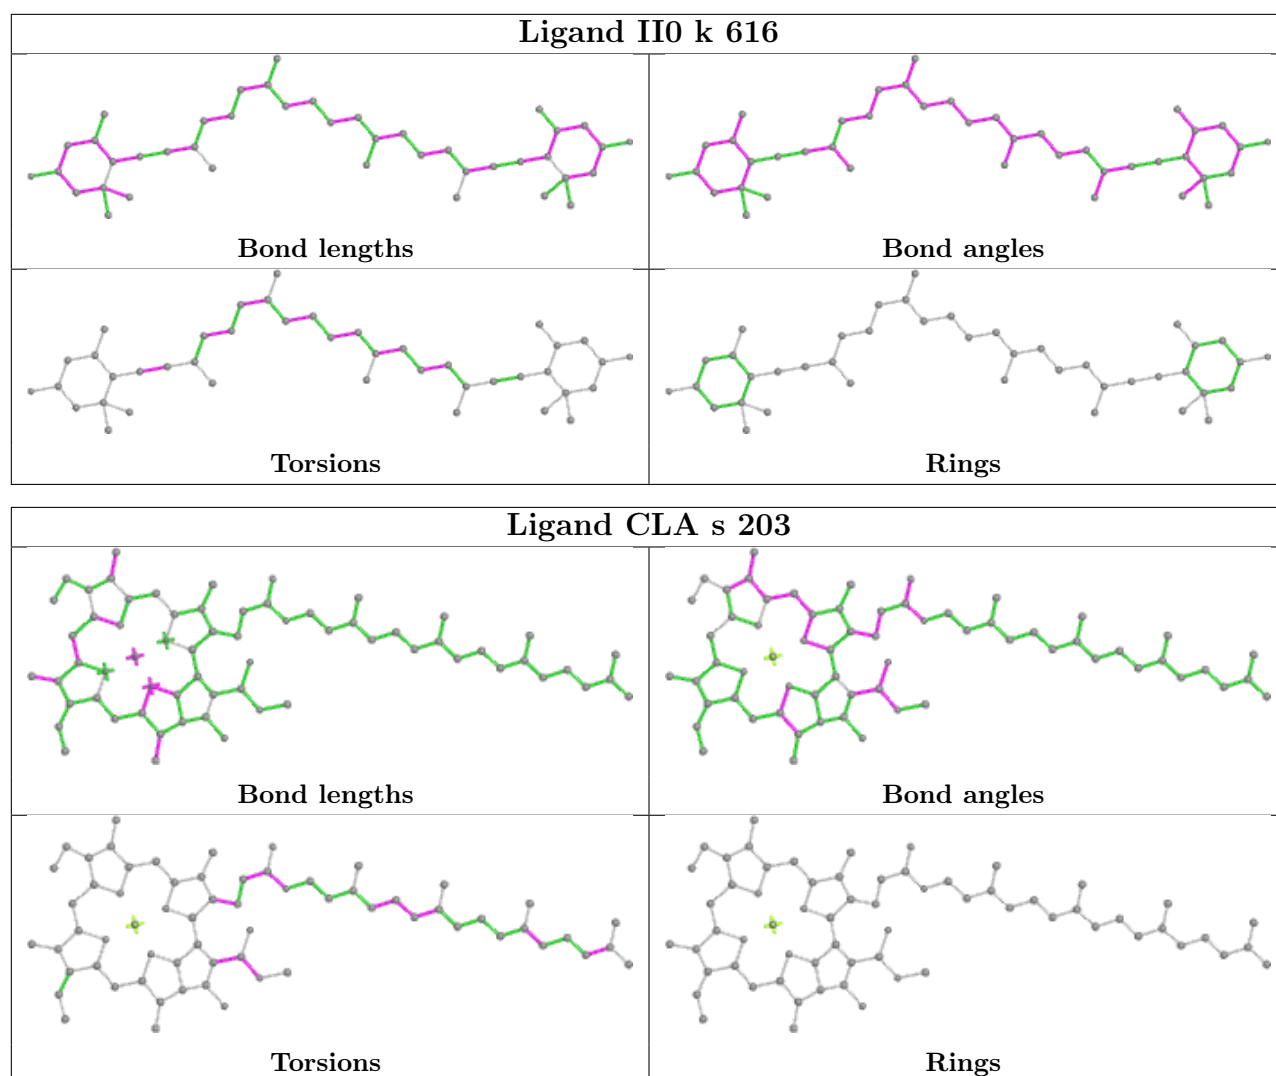 Ligand II0 k 616
Bond lengths
Bond angles
Torsions
Rings
Ligand CLA s 203
Bond lengths
Bond angles
Torsions
Rings